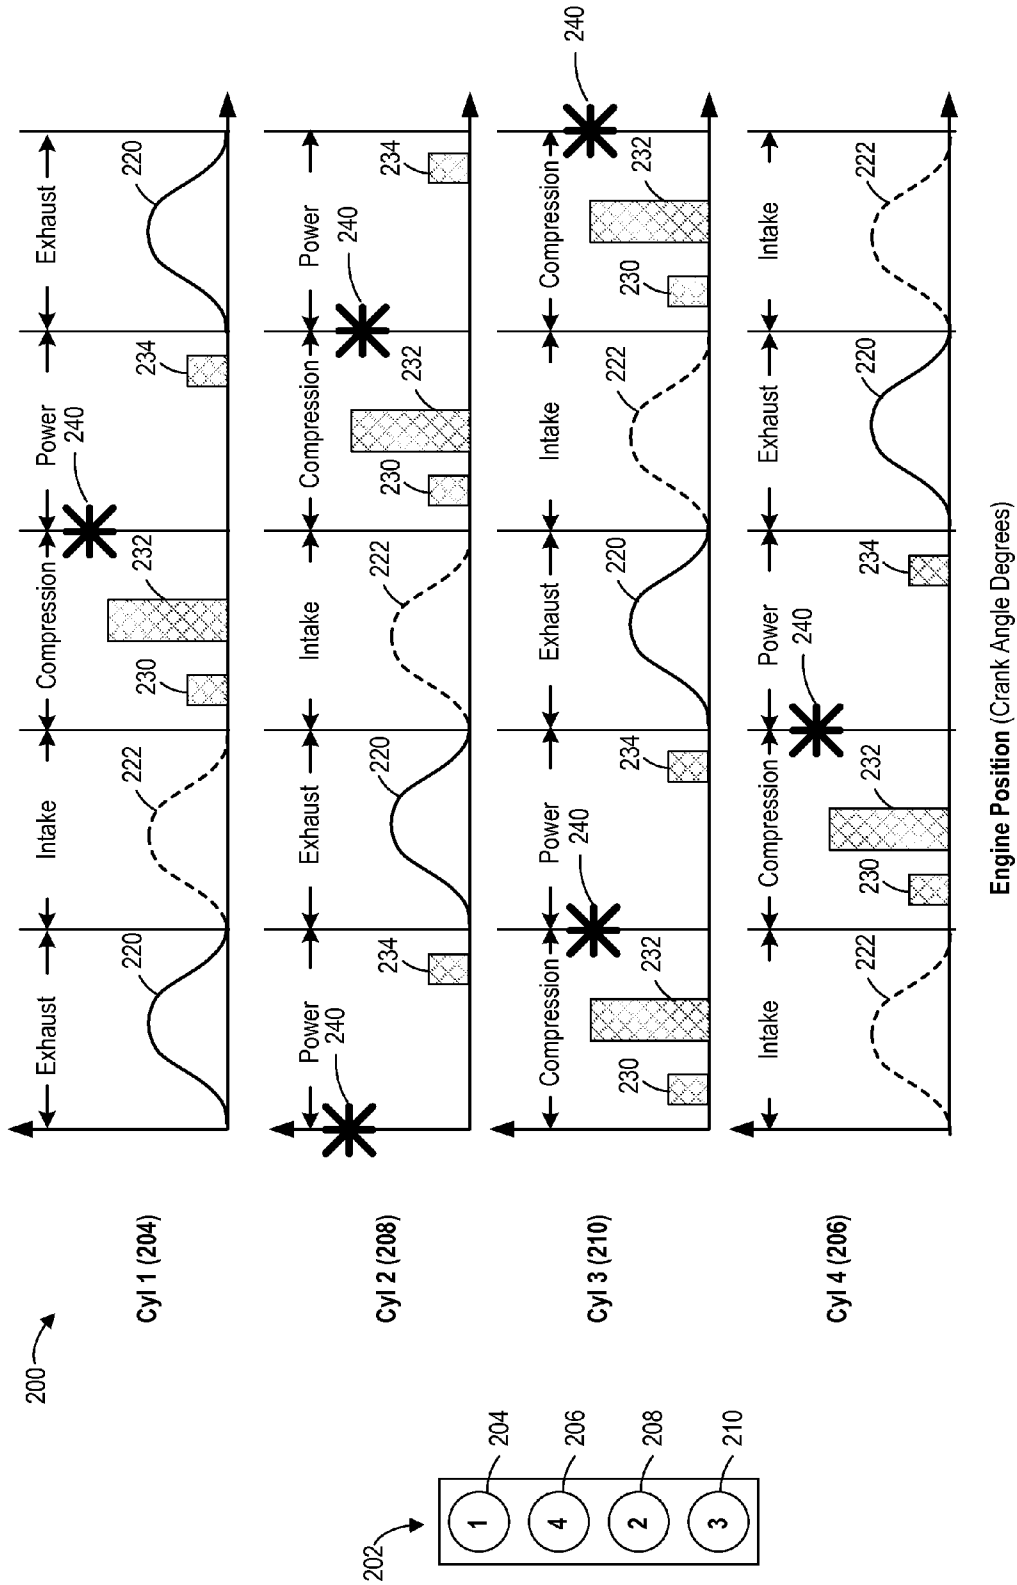 200
202
1
4
2
3
204
206
208
210
Cyl 1 (204)
Exhaust
Intake
Compression
Power
Exhaust
220
222
230
232
240
234
220
Cyl 2 (208)
Power
Exhaust
Intake
Compression
Power
240
234
220
222
230
232
240
234
Cyl 3 (210)
Compression
Power
Exhaust
Intake
Compression
230
232
240
234
220
222
230
232
240
Cyl 4 (206)
Intake
Compression
Power
Exhaust
Intake
222
230
232
240
234
220
222
Engine Position (Crank Angle Degrees)